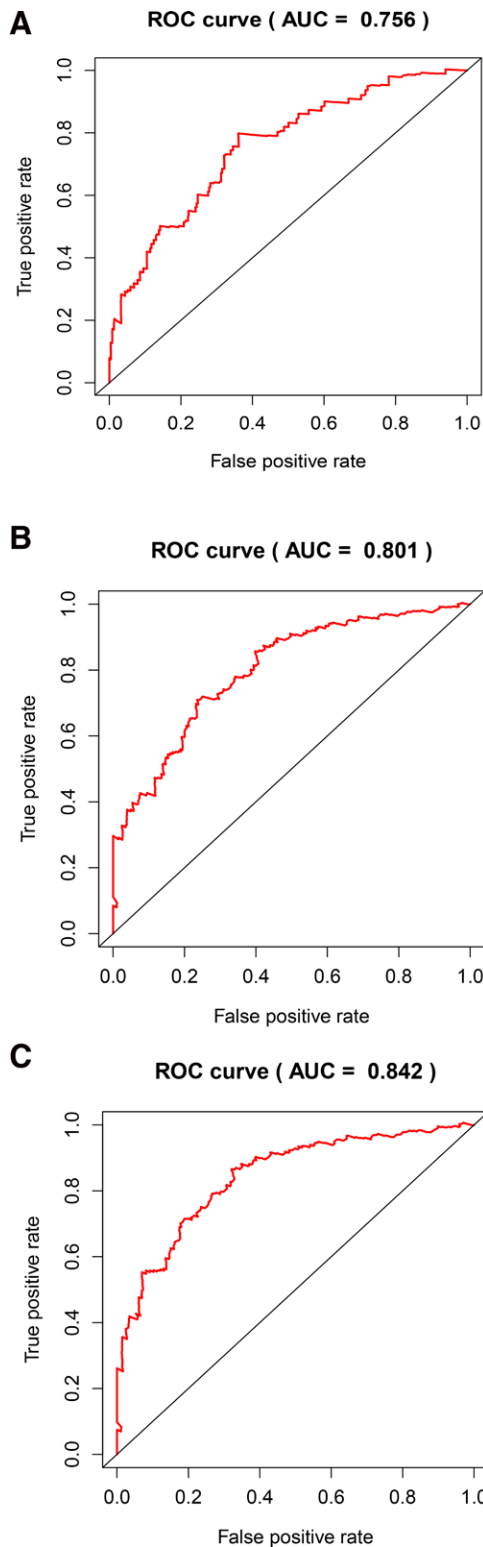 A
ROC curve ( AUC = 0.756 )
True positive rate
0.0 0.2 0.4 0.6 0.8 1.0
0.0 0.2 0.4 0.6 0.8 1.0
False positive rate
B
ROC curve ( AUC = 0.801 )
True positive rate
0.0 0.2 0.4 0.6 0.8 1.0
0.0 0.2 0.4 0.6 0.8 1.0
False positive rate
C
ROC curve ( AUC = 0.842 )
True positive rate
0.0 0.2 0.4 0.6 0.8 1.0
0.0 0.2 0.4 0.6 0.8 1.0
False positive rate